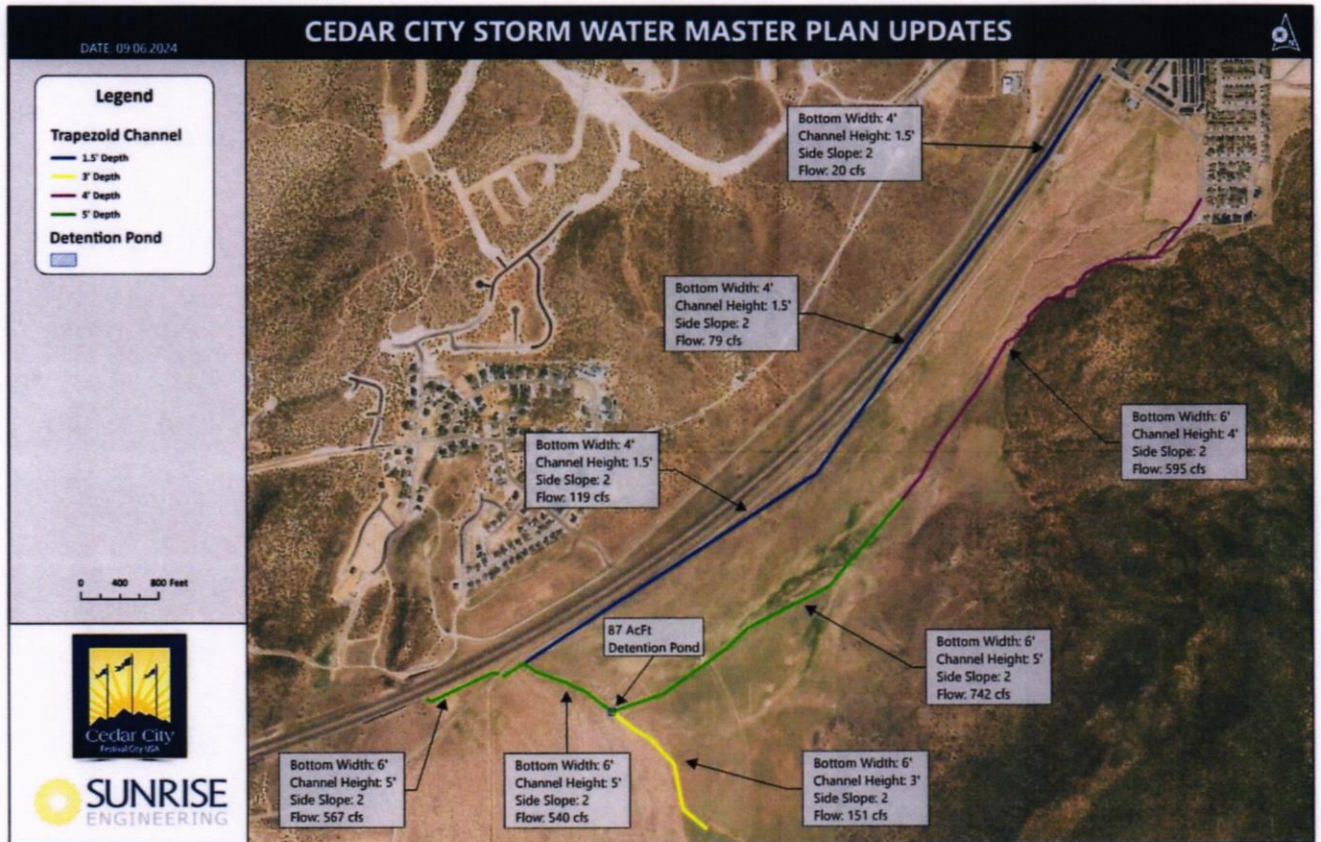 CEDAR CITY STORM WATER MASTER PLAN UPDATES
DATE: 09.06.2024
N
Legend
Trapezoid Channel
1.5' Depth
3' Depth
4' Depth
5' Depth
Detention Pond
Bottom Width: 4'
Channel Height: 1.5'
Side Slope: 2
Flow: 20 cfs
Bottom Width: 4'
Channel Height: 1.5'
Side Slope: 2
Flow: 79 cfs
Bottom Width: 6'
Channel Height: 4'
Side Slope: 2
Flow: 595 cfs
Bottom Width: 4'
Channel Height: 1.5'
Side Slope: 2
Flow: 119 cfs
0 400 800 Feet
87 AcFt
Detention Pond
Bottom Width: 6'
Channel Height: 5'
Side Slope: 2
Flow: 742 cfs
Bottom Width: 6'
Channel Height: 5'
Side Slope: 2
Flow: 567 cfs
Bottom Width: 6'
Channel Height: 5'
Side Slope: 2
Flow: 540 cfs
Bottom Width: 6'
Channel Height: 3'
Side Slope: 2
Flow: 151 cfs
Cedar City
Festival City USA
SUNRISE
ENGINEERING